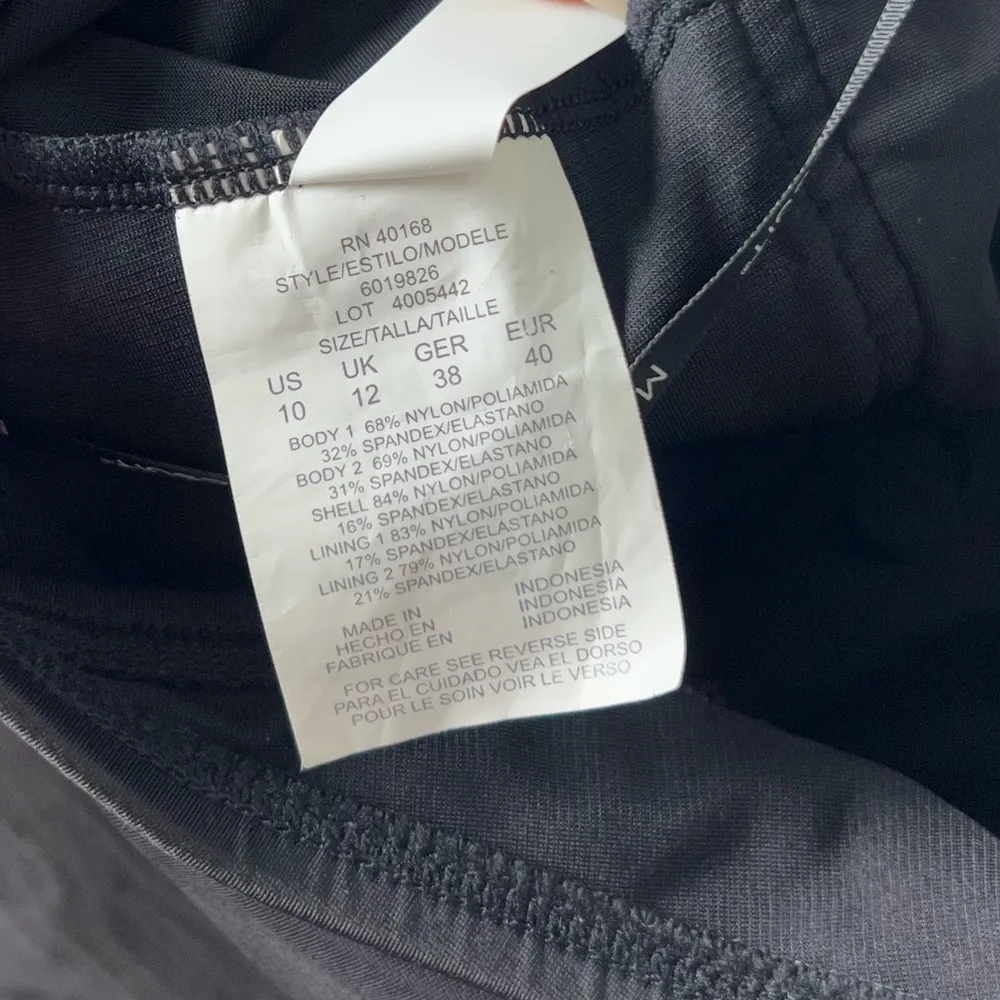 RN 40168
STYLE/ESTILO/MODELE
6019826
LOT 4005442
SIZE/TALLA/TAILLE
US UK GER EUR
10 12 38 40
BODY 1 68% NYLON/POLIAMIDA
32% SPANDEX/ELASTANO
BODY 2 69% NYLON/POLIAMIDA
31% SPANDEX/ELASTANO
SHELL 84% NYLON/POLIAMIDA
16% SPANDEX/ELASTANO
LINING 1 83% NYLON/POLIAMIDA
17% SPANDEX/ELASTANO
LINING 2 79% NYLON/POLIAMIDA
21% SPANDEX/ELASTANO
MADE IN INDONESIA
HECHO EN INDONESIA
FABRIQUE EN INDONESIA
FOR CARE SEE REVERSE SIDE
PARA EL CUIDADO VEA EL DORSO
POUR LE SOIN VOIR LE VERSO